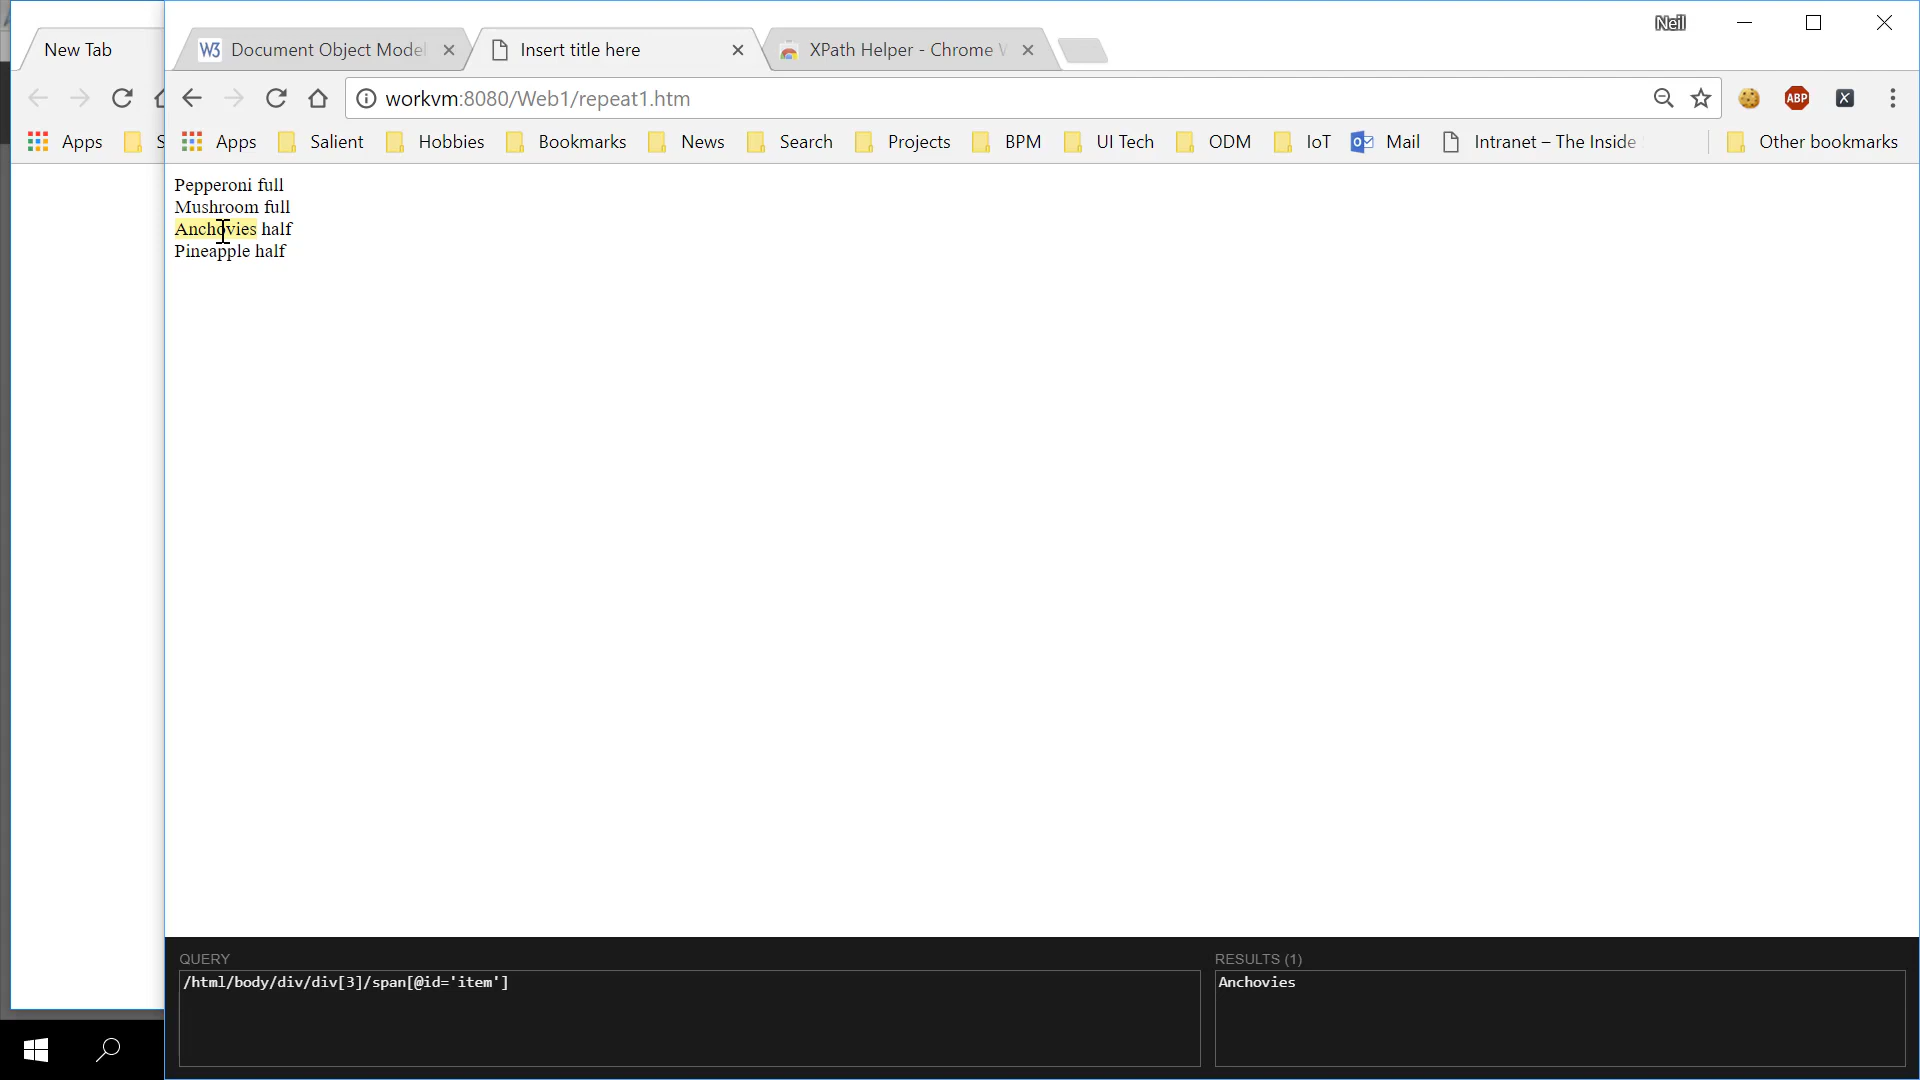 Neil
New Tab
Document Object Model
Insert title here
XPath Helper - Chrome W
workvm:8080/Web1/repeat1.htm
ABP
X
Apps
S
Apps
Salient
Hobbies
Bookmarks
News
Search
Projects
BPM
UI Tech
ODM
IoT
Mail
Intranet – The Inside
Other bookmarks
Pepperoni full
Mushroom full
Anchovies half
Pineapple half
QUERY
/html/body/div/div[3]/span[@id='item']
RESULTS (1)
Anchovies